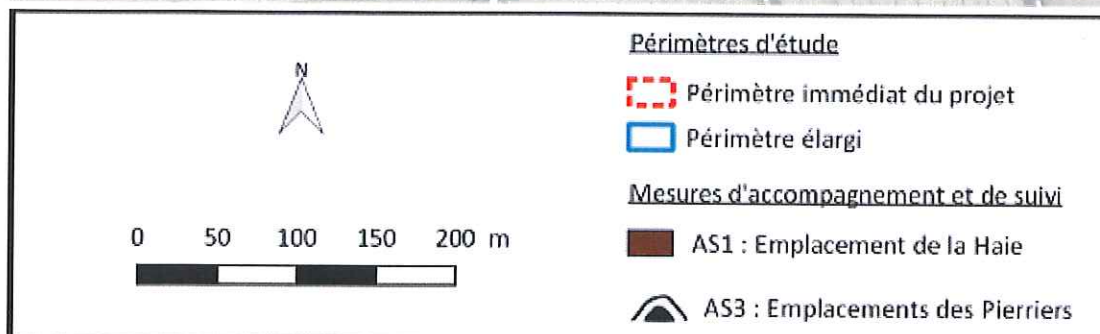 N
0 50 100 150 200 m
Périmètres d'étude
Périmètre immédiat du projet
Périmètre élargi
Mesures d'accompagnement et de suivi
AS1 : Emplacement de la Haie
AS3 : Emplacements des Pierriers